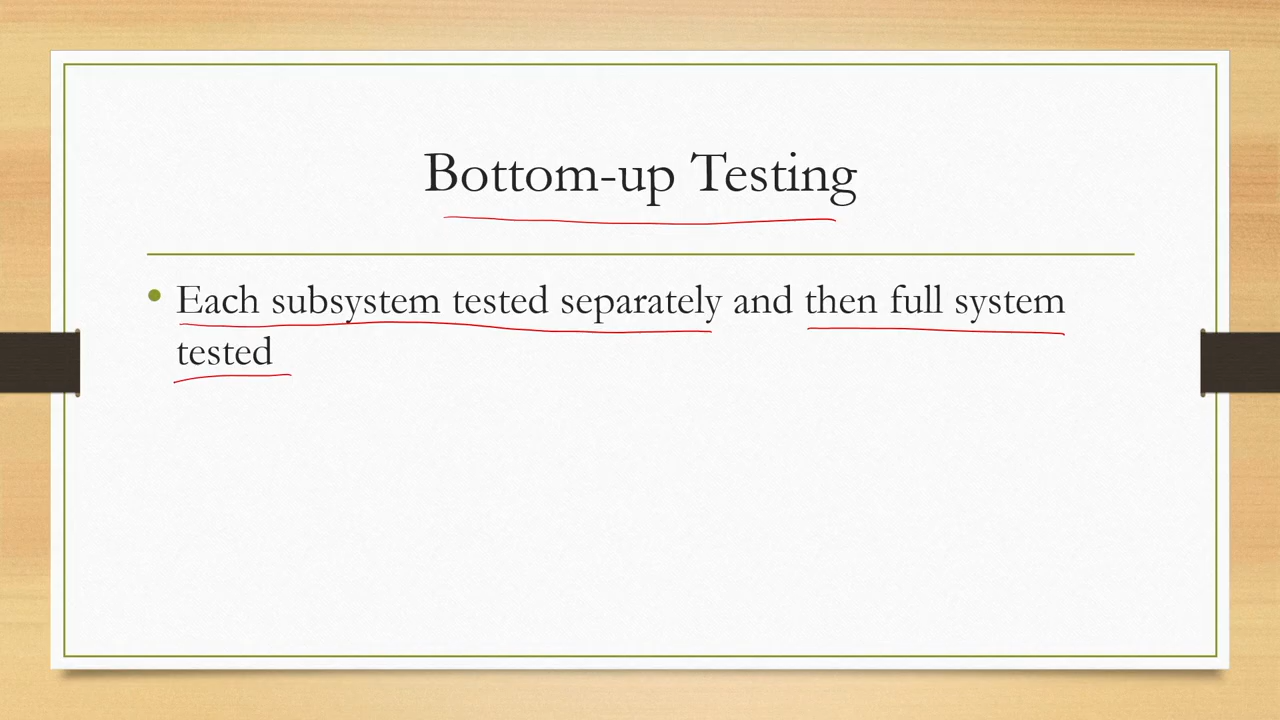 Bottom-up Testing
• Each subsystem tested separately and then full system
tested